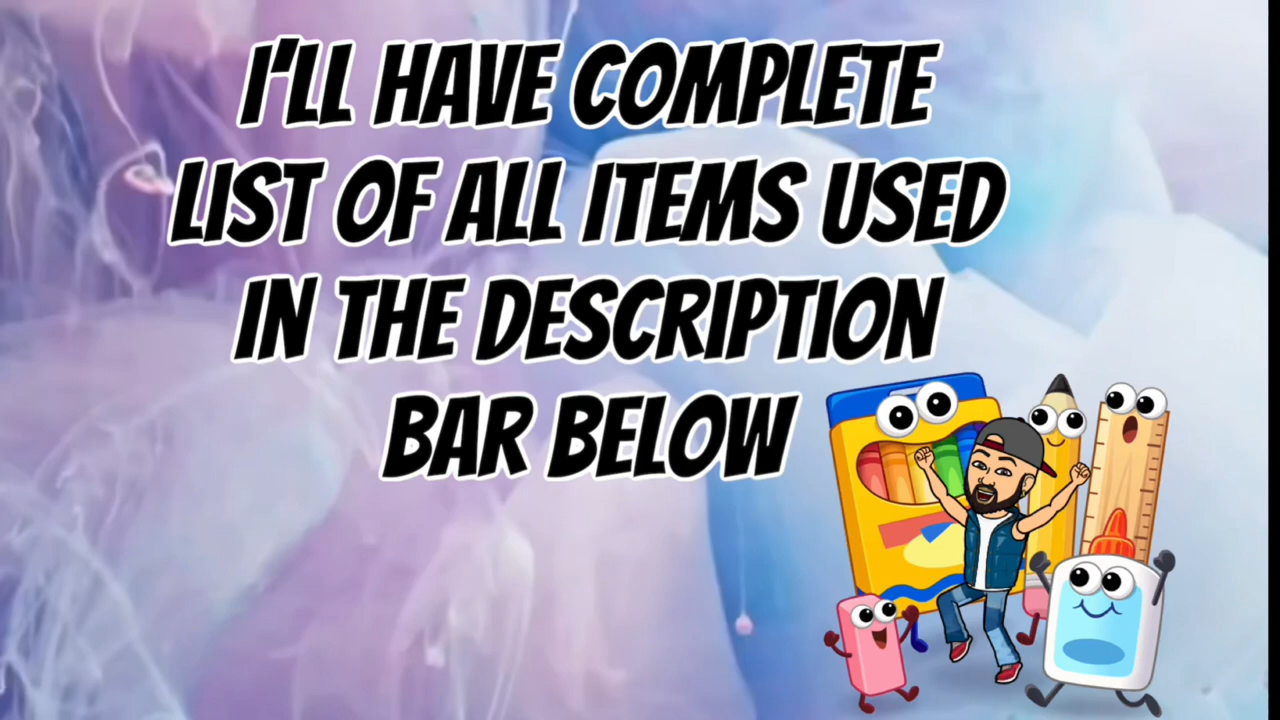 I'LL HAVE COMPLETE
LIST OF ALL ITEMS USED
IN THE DESCRIPTION
BAR BELOW